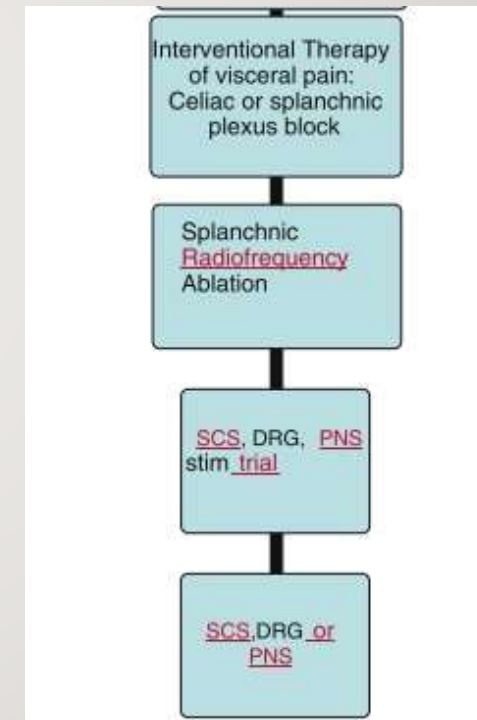 Interventional Therapy
of visceral pain:
Celiac or splanchnic
plexus block
Splanchnic
Radiofrequency
Ablation
SCS, DRG, PNS
stim trial
SCS,DRG or
PNS